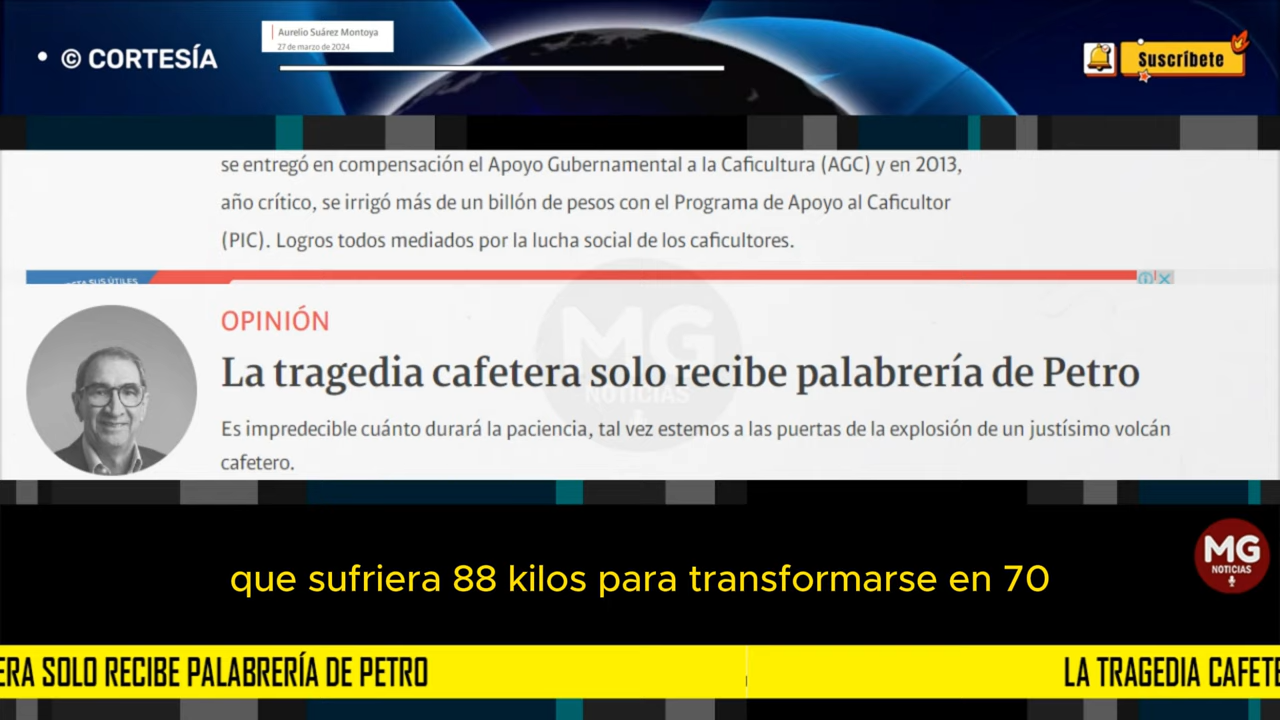 Aurelio Suárez Montoya
27 de marzo de 2024
• © CORTESÍA
Suscríbete
se entregó en compensación el Apoyo Gubernamental a la Caficultura (AGC) y en 2013,
año crítico, se irrigó más de un billón de pesos con el Programa de Apoyo al Caficultor
(PIC). Logros todos mediados por la lucha social de los caficultores.
SUS ÚTILES
OPINIÓN
La tragedia cafetera solo recibe palabrería de Petro
Es impredecible cuánto durará la paciencia, tal vez estemos a las puertas de la explosión de un justísimo volcán
cafetero.
MG
NOTICIAS
que sufriera 88 kilos para transformarse en 70
MG
NOTICIAS
ERA SOLO RECIBE PALABRERÍA DE PETRO
LA TRAGEDIA CAFETE